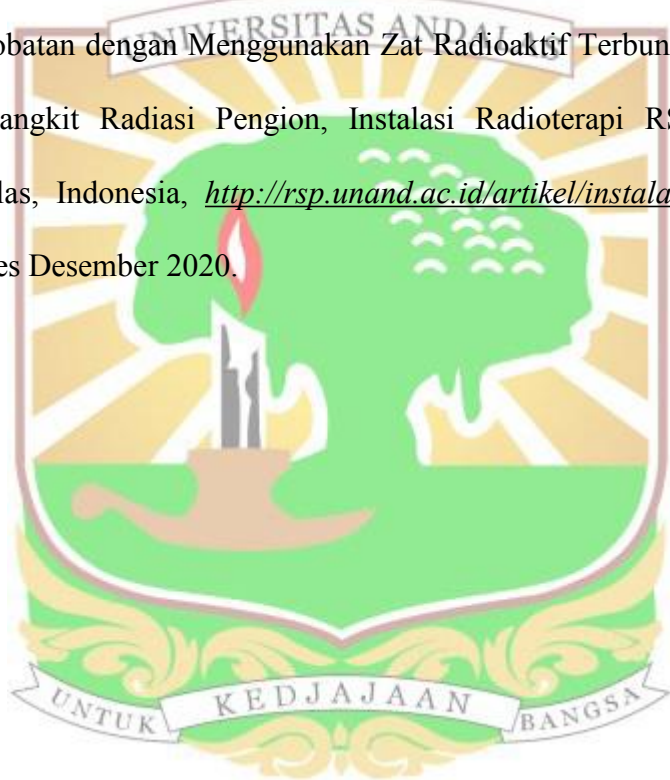 UNIVERSITAS ANDALAS
obatan dengan Menggunakan Zat Radioaktif Terbun
angkit Radiasi Pengion, Instalasi Radioterapi RS
las, Indonesia, http://rsp.unand.ac.id/artikel/instala
es Desember 2020.
UNTUK KEDJAJAAN BANGSA